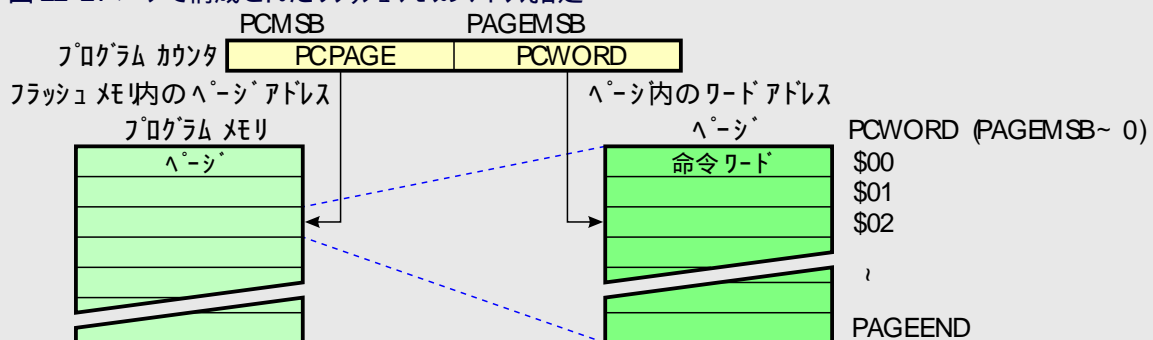 PCMSB PAGEMSB
プログラム カウンタ PCPAGE PCWORD
フラッシュ メモリ内のページ アドレス ページ内のワード アドレス
プログラム メモリ ページ PCWORD (PAGEMSB~ 0)
ページ 命令ワード $00
$01
$02
~
PAGEEND